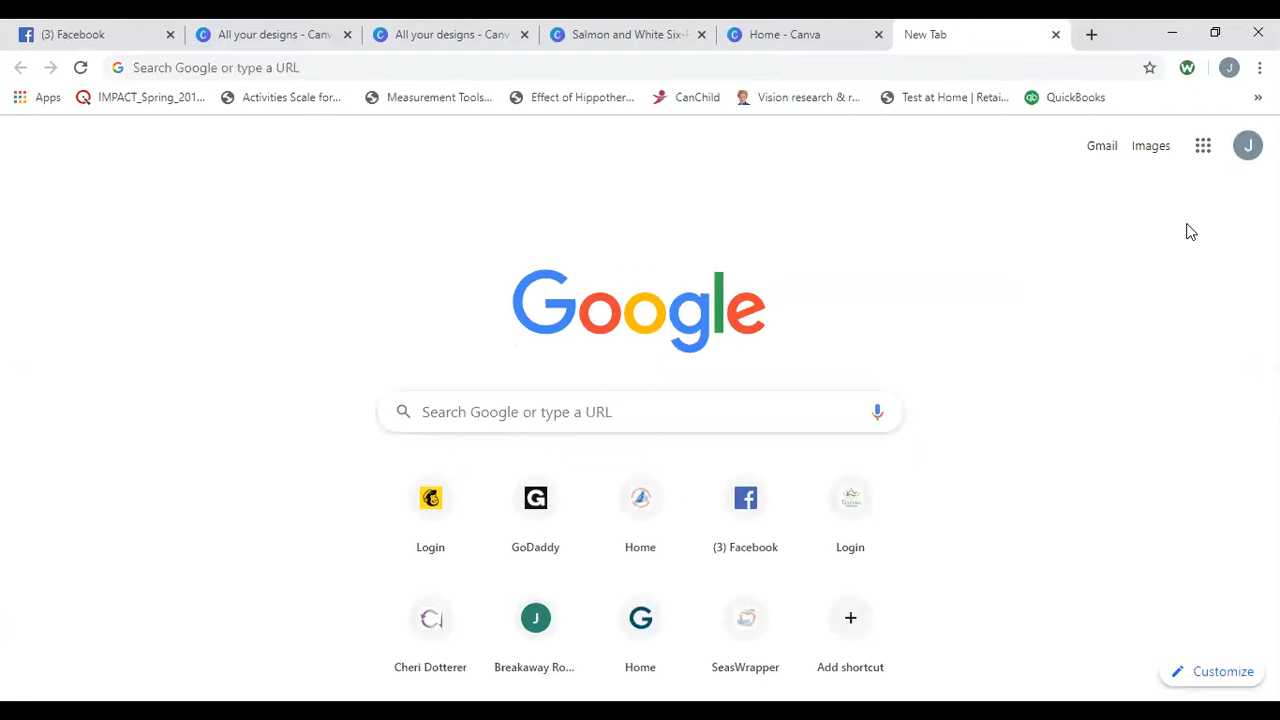 (3) Facebook
All your designs - Canv
All your designs - Canv
Salmon and White Six-F
Home - Canva
New Tab
Search Google or type a URL
J
Apps
IMPACT_Spring_201...
Activities Scale for...
Measurement Tools...
Effect of Hippother...
CanChild
Vision research & r...
Test at Home | Retai...
QuickBooks
Gmail
Images
J
Google
Search Google or type a URL
Login
GoDaddy
Home
(3) Facebook
Login
J
Cheri Dotterer
Breakaway Ro...
Home
SeasWrapper
Add shortcut
Customize